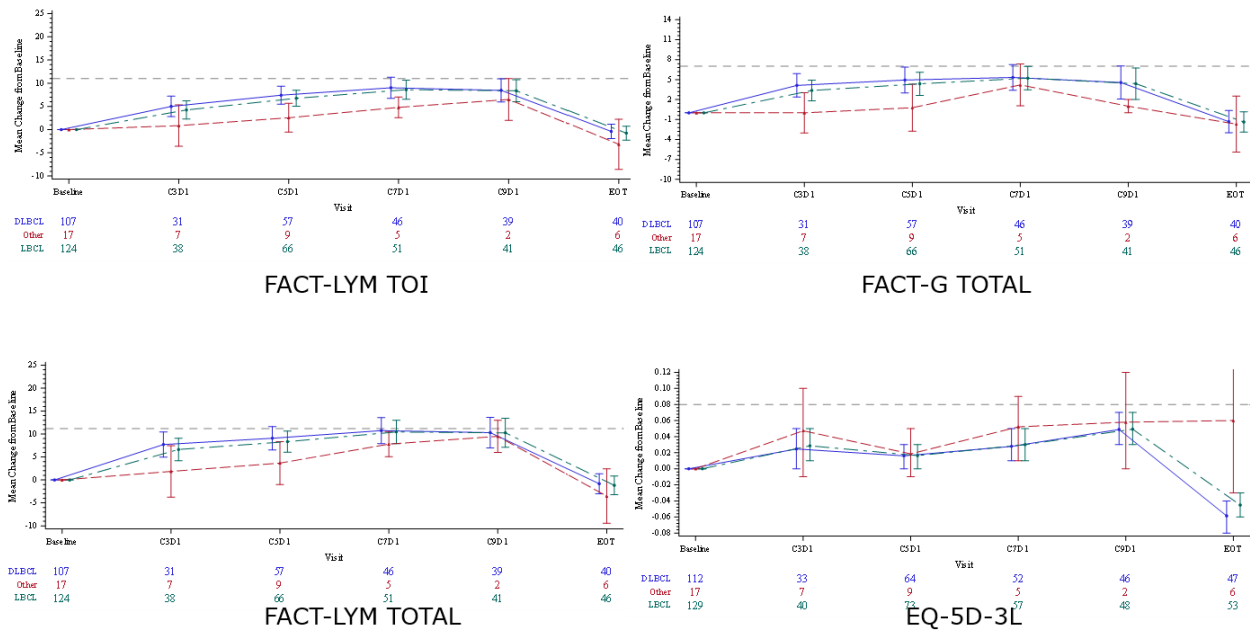 Mean Change from Baseline
25
20
15
10
5
0
-5
-10
Baseline C3D1 C5D1 C7D1 C9D1 EOT
Visit
DLBCL 107 31 57 46 39 40
Other 17 7 9 5 2 6
LBCL 124 38 66 51 41 46
FACT-LYM TOI
Mean Change from Baseline
14
11
8
5
2
-1
-4
-7
-10
Baseline C3D1 C5D1 C7D1 C9D1 EOT
Visit
DLBCL 107 31 57 46 39 40
Other 17 7 9 5 2 6
LBCL 124 38 66 51 41 46
FACT-G TOTAL
Mean Change from Baseline
25
20
15
10
5
0
-5
-10
Baseline C3D1 C5D1 C7D1 C9D1 EOT
Visit
DLBCL 107 31 57 46 39 40
Other 17 7 9 5 2 6
LBCL 124 38 66 51 41 46
FACT-LYM TOTAL
Mean Change from Baseline
0.12
0.08
0.06
0.04
0.02
0.00
-0.02
-0.04
-0.06
-0.08
Baseline C3D1 C5D1 C7D1 C9D1 EOT
Visit
DLBCL 112 33 64 52 46 47
Other 17 7 9 5 2 6
LBCL 129 40 73 57 48 53
EQ-5D-3L